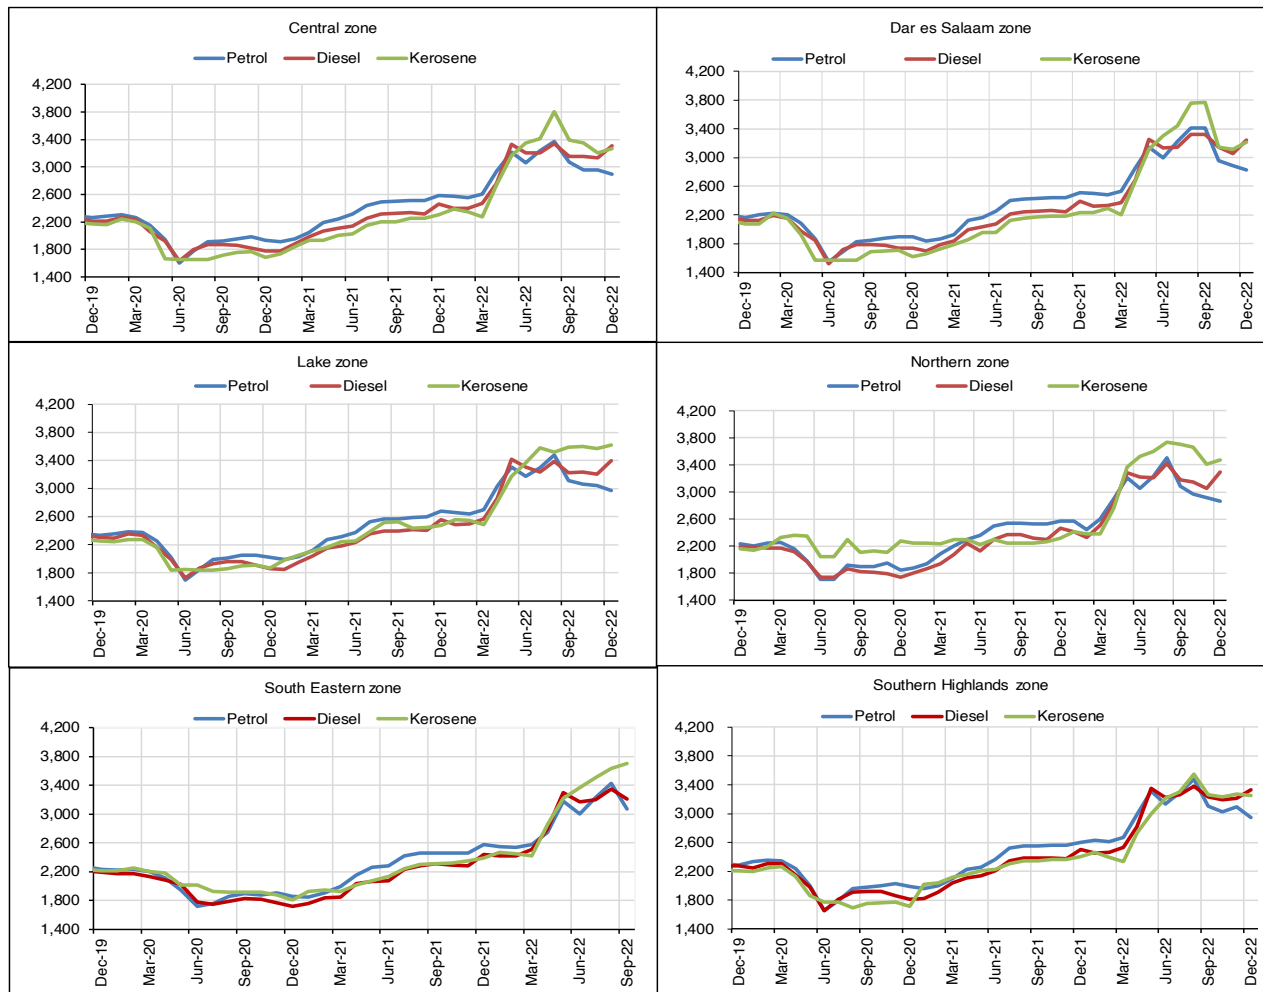 Central zone
Petrol Diesel Kerosene
4,200
3,800
3,400
3,000
2,600
2,200
1,800
1,400
Dec-19 Mar-20 Jun-20 Sep-20 Dec-20 Mar-21 Jun-21 Sep-21 Dec-21 Mar-22 Jun-22 Sep-22 Dec-22
Dar es Salaam zone
Petrol Diesel Kerosene
4,200
3,800
3,400
3,000
2,600
2,200
1,800
1,400
Dec-19 Mar-20 Jun-20 Sep-20 Dec-20 Mar-21 Jun-21 Sep-21 Dec-21 Mar-22 Jun-22 Sep-22 Dec-22
Lake zone
Petrol Diesel Kerosene
4,200
3,800
3,400
3,000
2,600
2,200
1,800
1,400
Dec-19 Mar-20 Jun-20 Sep-20 Dec-20 Mar-21 Jun-21 Sep-21 Dec-21 Mar-22 Jun-22 Sep-22 Dec-22
Northern zone
Petrol Diesel Kerosene
4,200
3,800
3,400
3,000
2,600
2,200
1,800
1,400
Dec-19 Mar-20 Jun-20 Sep-20 Dec-20 Mar-21 Jun-21 Sep-21 Dec-21 Mar-22 Jun-22 Sep-22 Dec-22
South Eastern zone
Petrol Diesel Kerosene
4,200
3,800
3,400
3,000
2,600
2,200
1,800
1,400
Dec-19 Mar-20 Jun-20 Sep-20 Dec-20 Mar-21 Jun-21 Sep-21 Dec-21 Mar-22 Jun-22 Sep-22
Southern Highlands zone
Petrol Diesel Kerosene
4,200
3,800
3,400
3,000
2,600
2,200
1,800
1,400
Dec-19 Mar-20 Jun-20 Sep-20 Dec-20 Mar-21 Jun-21 Sep-21 Dec-21 Mar-22 Jun-22 Sep-22 Dec-22